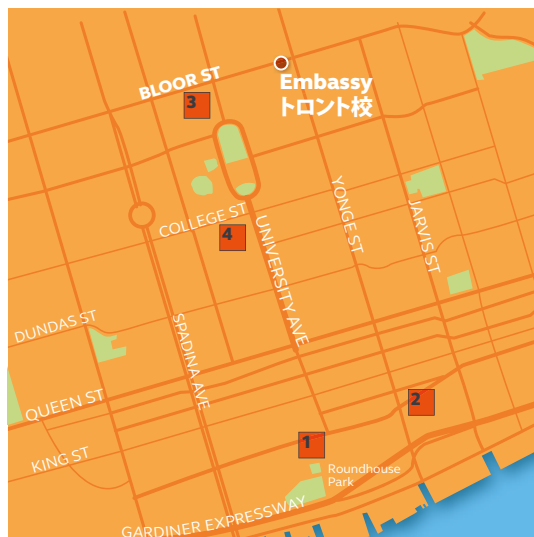 BLOOR ST
Embassy
トロント校
3
4
COLLEGE ST
UNIVERSITY AVE
YONGE ST
JARVIS ST
DUNDAS ST
SPADINA AVE
QUEEN ST
2
1
KING ST
Roundhouse
Park
GARDINER EXPRESSWAY